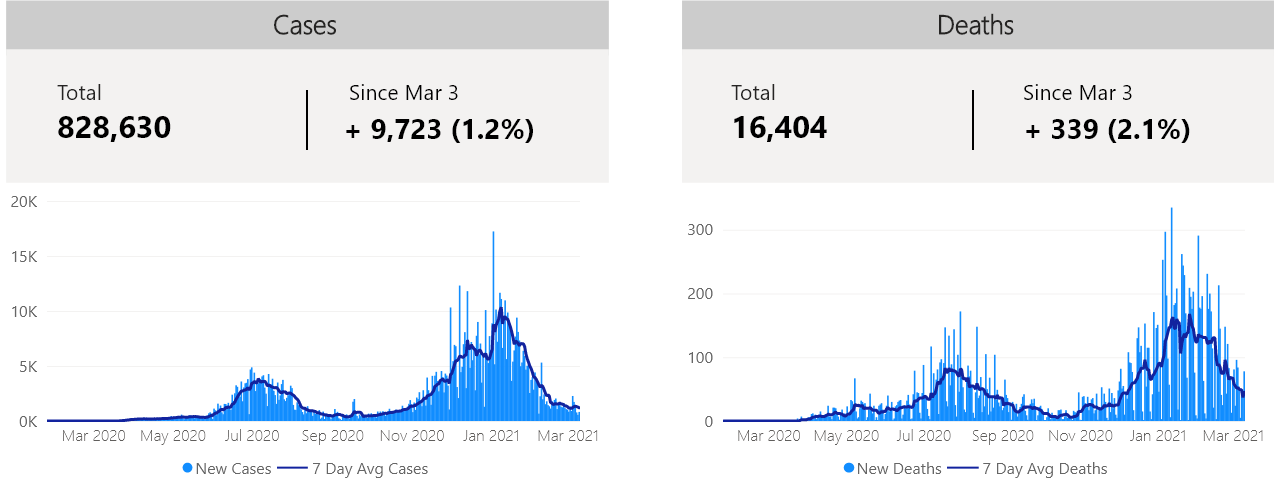 Cases
Total
828,630
Since Mar 3
+ 9,723 (1.2%)
20K
15K
10K
5K
0K
Mar 2020 May 2020 Jul 2020 Sep 2020 Nov 2020 Jan 2021 Mar 2021
New Cases 7 Day Avg Cases
Deaths
Total
16,404
Since Mar 3
+ 339 (2.1%)
300
200
100
0
Mar 2020 May 2020 Jul 2020 Sep 2020 Nov 2020 Jan 2021 Mar 2021
New Deaths 7 Day Avg Deaths